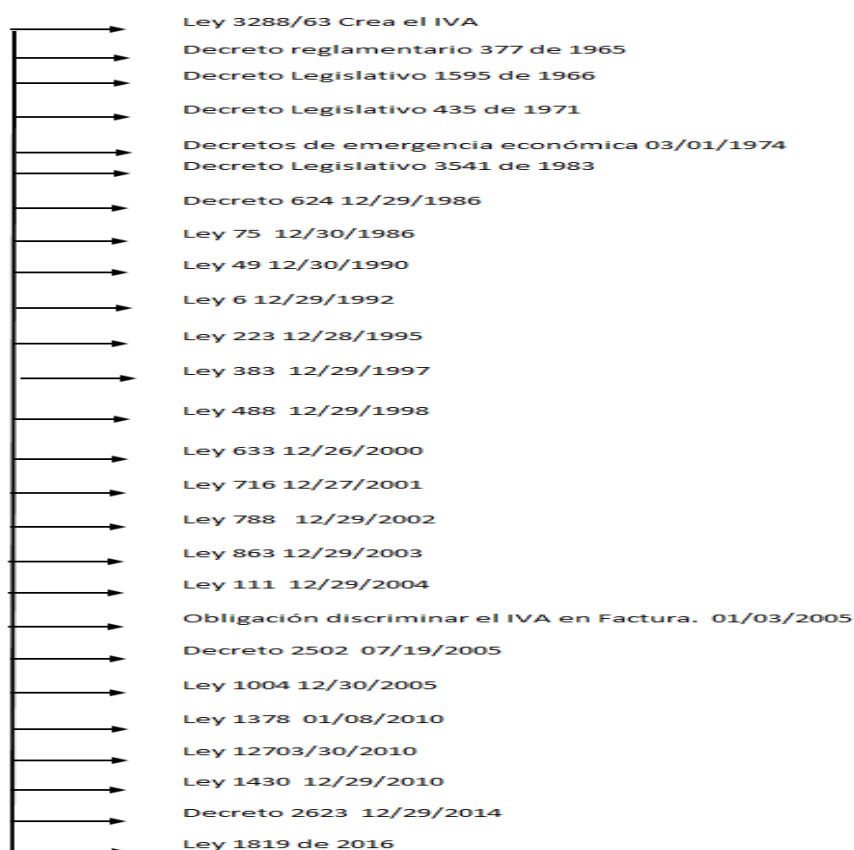 Ley 3288/63 Crea el IVA
Decreto reglamentario 377 de 1965
Decreto Legislativo 1595 de 1966
Decreto Legislativo 435 de 1971
Decretos de emergencia económica 03/01/1974
Decreto Legislativo 3541 de 1983
Decreto 624 12/29/1986
Ley 75 12/30/1986
Ley 49 12/30/1990
Ley 6 12/29/1992
Ley 223 12/28/1995
Ley 383 12/29/1997
Ley 488 12/29/1998
Ley 633 12/26/2000
Ley 716 12/27/2001
Ley 788 12/29/2002
Ley 863 12/29/2003
Ley 111 12/29/2004
Obligación discriminar el IVA en Factura. 01/03/2005
Decreto 2502 07/19/2005
Ley 1004 12/30/2005
Ley 1378 01/08/2010
Ley 12703/30/2010
Ley 1430 12/29/2010
Decreto 2623 12/29/2014
Ley 1819 de 2016